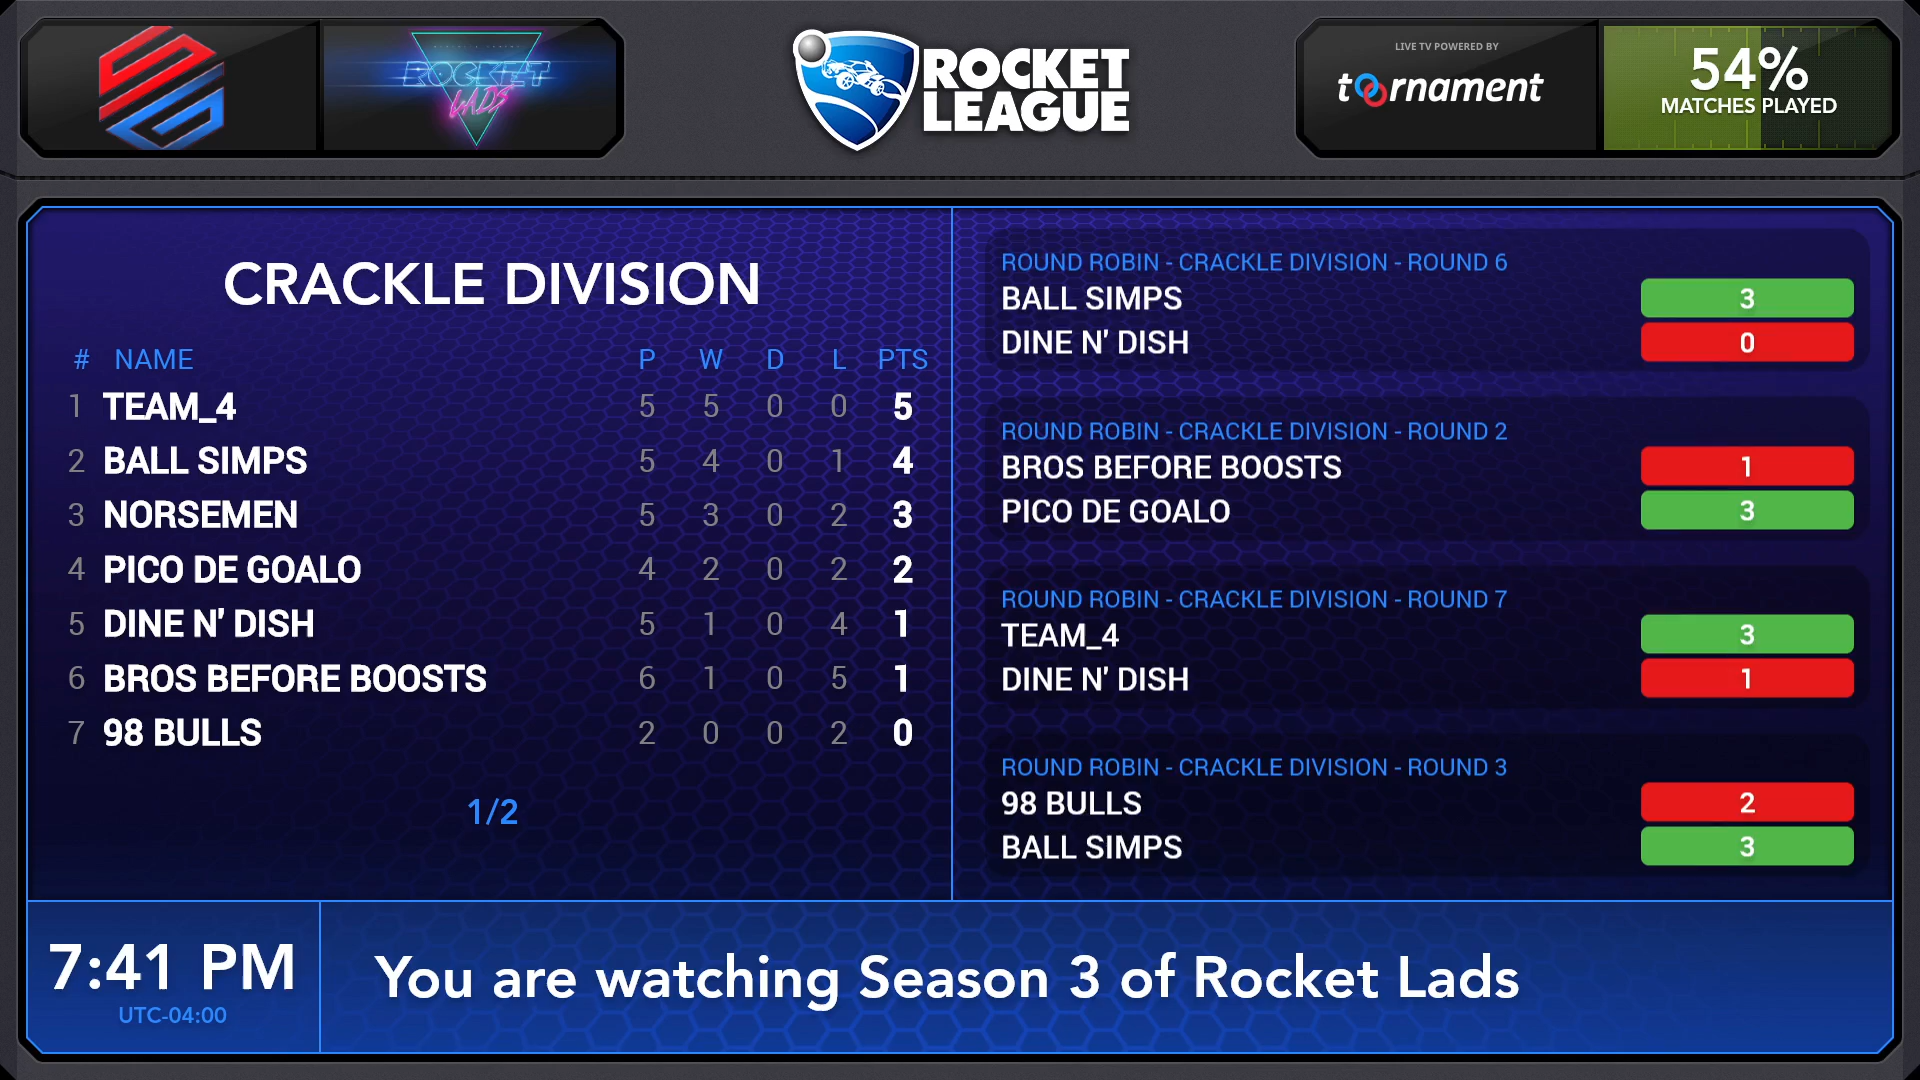 ROCKET
LADS
ROCKET
LEAGUE
LIVE TV POWERED BY
toornament
54%
MATCHES PLAYED
CRACKLE DIVISION
# NAME P W D L PTS
1 TEAM_4 5 5 0 0 5
2 BALL SIMPS 5 4 0 1 4
3 NORSEMEN 5 3 0 2 3
4 PICO DE GOALO 4 2 0 2 2
5 DINE N' DISH 5 1 0 4 1
6 BROS BEFORE BOOSTS 6 1 0 5 1
7 98 BULLS 2 0 0 2 0
1/2
ROUND ROBIN - CRACKLE DIVISION - ROUND 6
BALL SIMPS 3
DINE N' DISH 0
ROUND ROBIN - CRACKLE DIVISION - ROUND 2
BROS BEFORE BOOSTS 1
PICO DE GOALO 3
ROUND ROBIN - CRACKLE DIVISION - ROUND 7
TEAM_4 3
DINE N' DISH 1
ROUND ROBIN - CRACKLE DIVISION - ROUND 3
98 BULLS 2
BALL SIMPS 3
7:41 PM
UTC-04:00
You are watching Season 3 of Rocket Lads